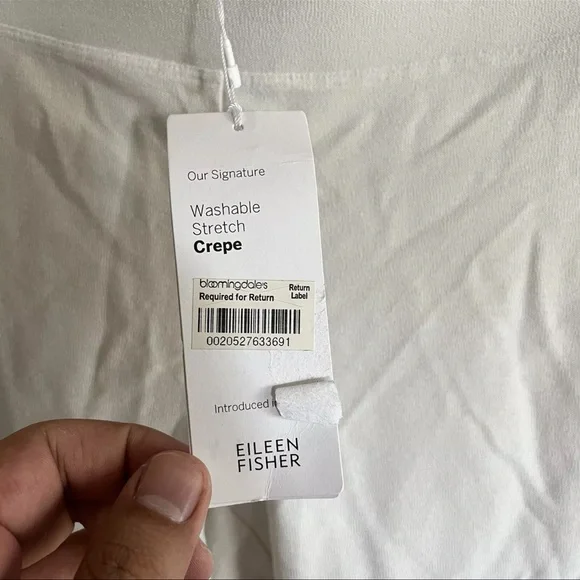 Our Signature
Washable
Stretch
Crepe
bloomingdale's Return
Required for Return Label
0020527633691
Introduced
EILEEN
FISHER